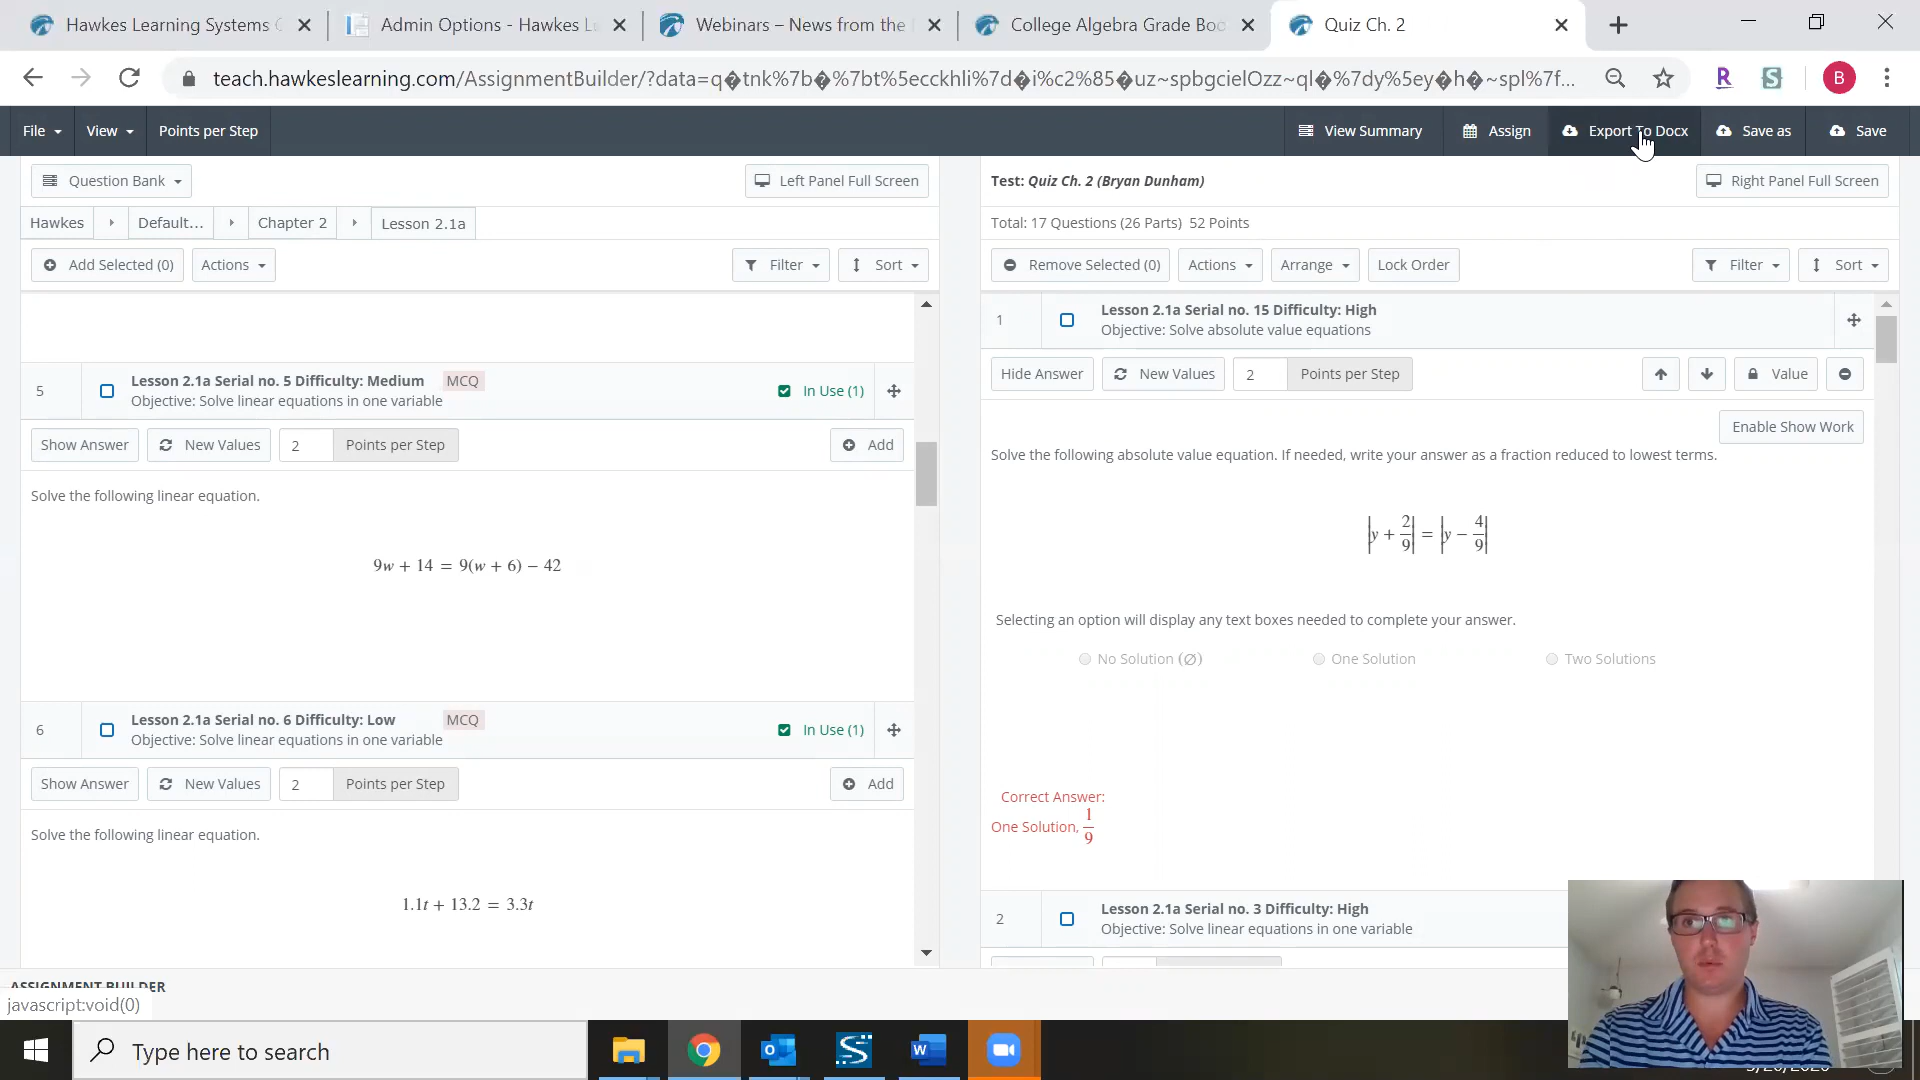 Hawkes Learning Systems
Admin Options - Hawkes L
Webinars – News from the
College Algebra Grade Boo
Quiz Ch. 2
teach.hawkeslearning.com/AssignmentBuilder/?data=q�tnk%7b�%7bt%5ecckhli%7d�i%c2%85�uz~spbgcielOzz~ql�%7dy%5ey�h�~spl%7f...
B
File
View
Points per Step
View Summary
Assign
Export To Docx
Save as
Save
Question Bank
Left Panel Full Screen
Hawkes
Default...
Chapter 2
Lesson 2.1a
Add Selected (0)
Actions
Filter
Sort
5
Lesson 2.1a Serial no. 5 Difficulty: Medium MCQ
Objective: Solve linear equations in one variable
In Use (1)
Show Answer
New Values
2
Points per Step
Add
Solve the following linear equation.
9w + 14 = 9(w + 6) − 42
6
Lesson 2.1a Serial no. 6 Difficulty: Low MCQ
Objective: Solve linear equations in one variable
In Use (1)
Show Answer
New Values
2
Points per Step
Add
Solve the following linear equation.
1.1t + 13.2 = 3.3t
Test: Quiz Ch. 2 (Bryan Dunham)
Right Panel Full Screen
Total: 17 Questions (26 Parts) 52 Points
Remove Selected (0)
Actions
Arrange
Lock Order
Filter
Sort
1
Lesson 2.1a Serial no. 15 Difficulty: High
Objective: Solve absolute value equations
Hide Answer
New Values
2
Points per Step
Value
Enable Show Work
Solve the following absolute value equation. If needed, write your answer as a fraction reduced to lowest terms.
|y + 2/9| = |y − 4/9|
Selecting an option will display any text boxes needed to complete your answer.
No Solution (∅)
One Solution
Two Solutions
Correct Answer:
One Solution, 1/9
2
Lesson 2.1a Serial no. 3 Difficulty: High
Objective: Solve linear equations in one variable
ASSIGNMENT BUILDER
javascript:void(0)
Type here to search